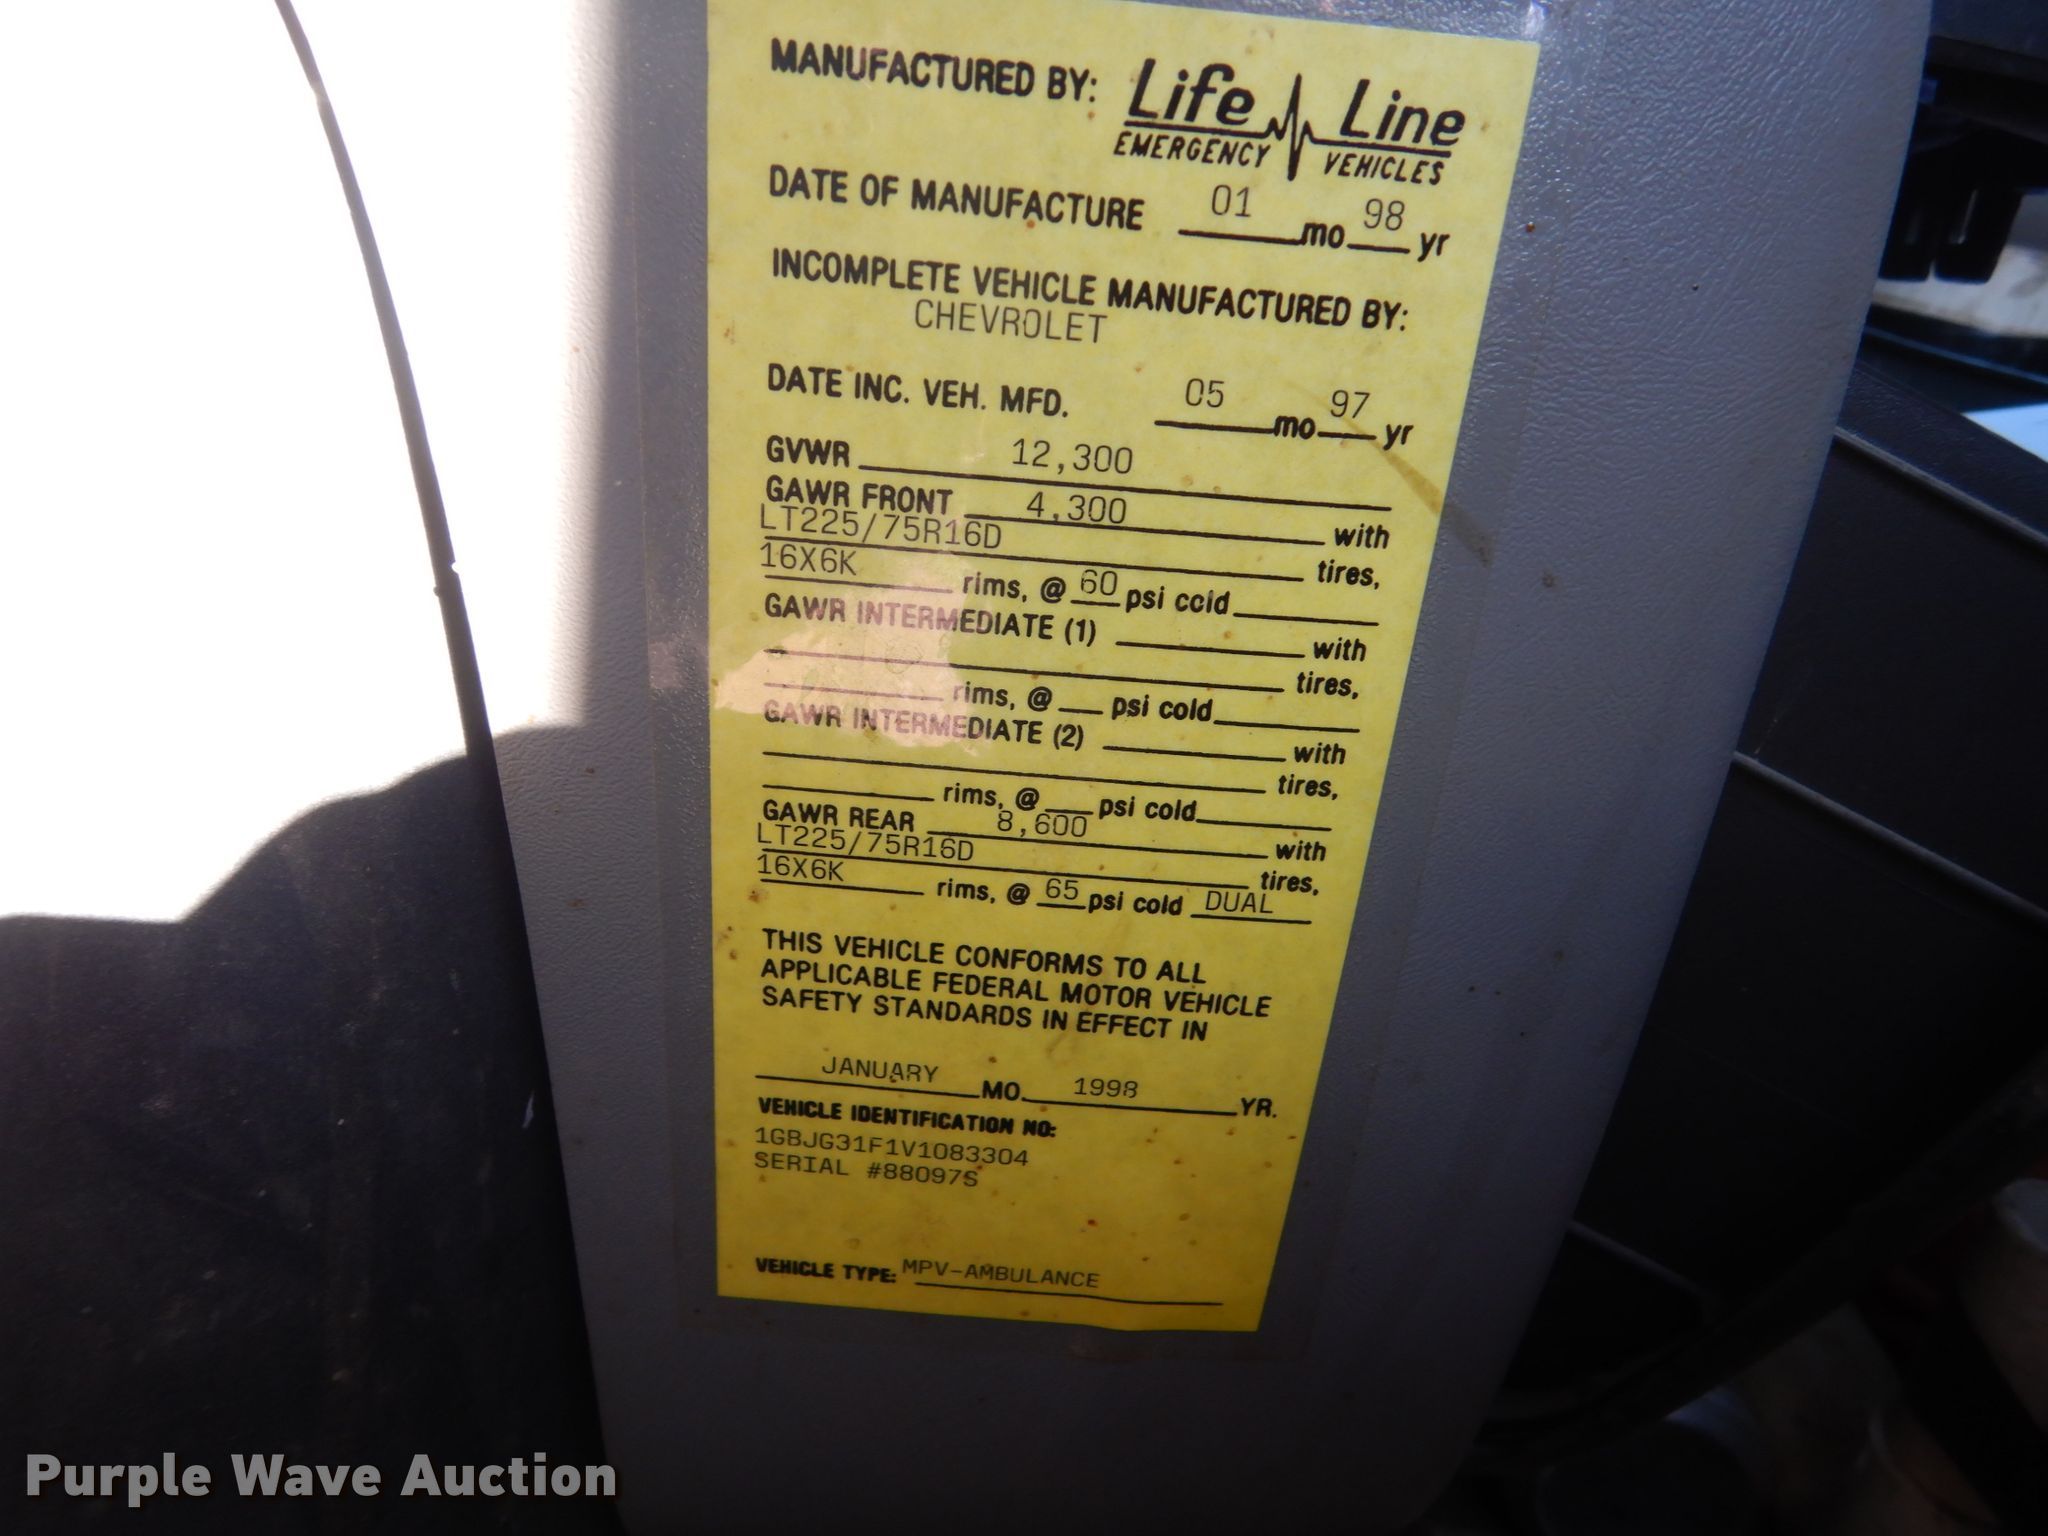 MANUFACTURED BY: Life Line
EMERGENCY VEHICLES
DATE OF MANUFACTURE 01 mo 98 yr
INCOMPLETE VEHICLE MANUFACTURED BY:
CHEVROLET
DATE INC. VEH. MFD. 05 mo 97 yr
GVWR 12,300
GAWR FRONT 4,300 with
LT225/75R16D tires,
16X6K rims, @ 60 psi cold
GAWR INTERMEDIATE (1) with
tires,
rims, @ psi cold
GAWR INTERMEDIATE (2) with
tires,
rims, @ psi cold
GAWR REAR 8,600 with
LT225/75R16D tires,
16X6K rims, @ 65 psi cold DUAL
THIS VEHICLE CONFORMS TO ALL
APPLICABLE FEDERAL MOTOR VEHICLE
SAFETY STANDARDS IN EFFECT IN
JANUARY MO. 1998 YR.
VEHICLE IDENTIFICATION NO:
1GBJG31F1V1083304
SERIAL #88097S
VEHICLE TYPE: MPV-AMBULANCE
Purple Wave Auction